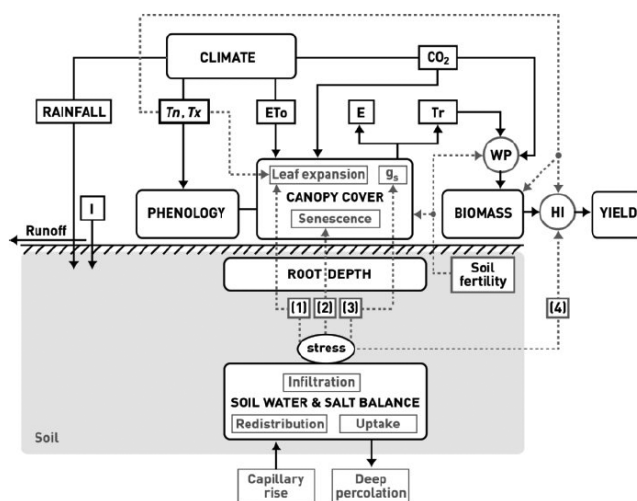 CLIMATE
CO₂
RAINFALL
Tn, Tx
ETo
E
Tr
WP
Leaf expansion
gₛ
CANOPY COVER
Senescence
PHENOLOGY
BIOMASS
HI
YIELD
I
Runoff
ROOT DEPTH
Soil
fertility
(1)
(2)
(3)
(4)
stress
Infiltration
SOIL WATER & SALT BALANCE
Redistribution
Uptake
Soil
Capillary
rise
Deep
percolation